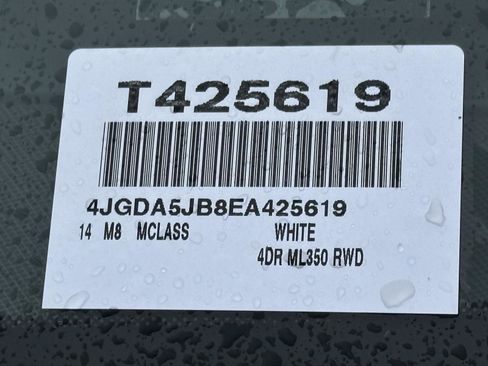 T425619
4JGDA5JB8EA425619
14 M8 MCLASS WHITE
4DR ML350 RWD